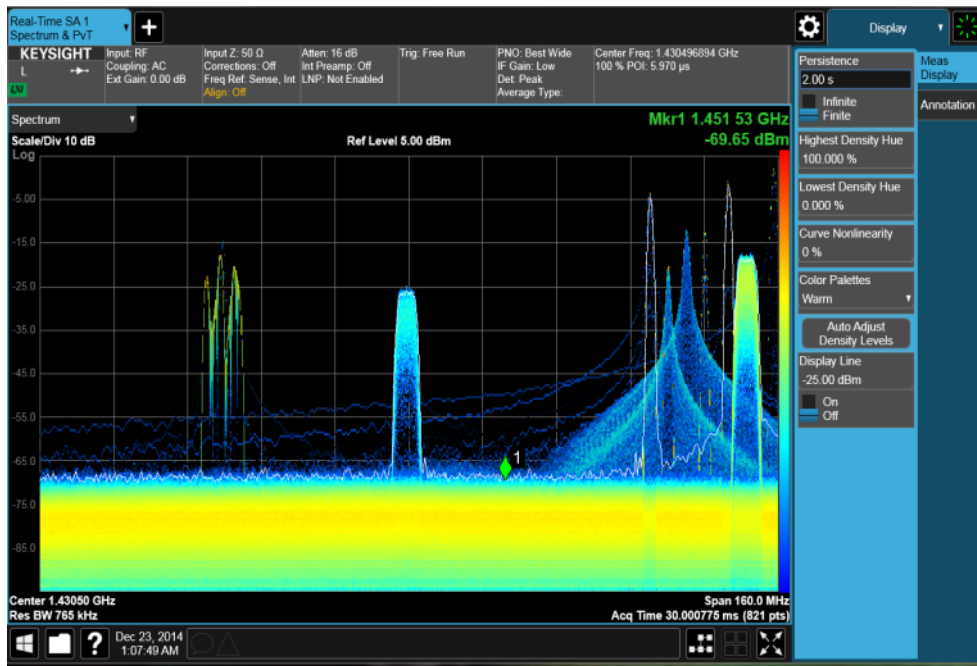 Real-Time SA 1
Spectrum & PvT
+
Display
KEYSIGHT
L
LXI
Input: RF
Coupling: AC
Ext Gain: 0.00 dB
Input Z: 50 Ω
Corrections: Off
Freq Ref: Sense, Int
Align: Off
Atten: 16 dB
Int Preamp: Off
LNP: Not Enabled
Trig: Free Run
PNO: Best Wide
IF Gain: Low
Det: Peak
Average Type:
Center Freq: 1.430496894 GHz
100 % POI: 5.970 µs
Spectrum
Scale/Div 10 dB
Log
Ref Level 5.00 dBm
Mkr1 1.451 53 GHz
-69.65 dBm
-5.00
-15.0
-25.0
-35.0
-45.0
-55.0
-65.0
-75.0
-85.0
1
Center 1.43050 GHz
Res BW 765 kHz
Span 160.0 MHz
Acq Time 30.000775 ms (821 pts)
Persistence
2.00 s
Infinite
Finite
Highest Density Hue
100.000 %
Lowest Density Hue
0.000 %
Curve Nonlinearity
0 %
Color Palettes
Warm
Auto Adjust
Density Levels
Display Line
-25.00 dBm
On
Off
Meas
Display
Annotation
?
Dec 23, 2014
1:07:49 AM